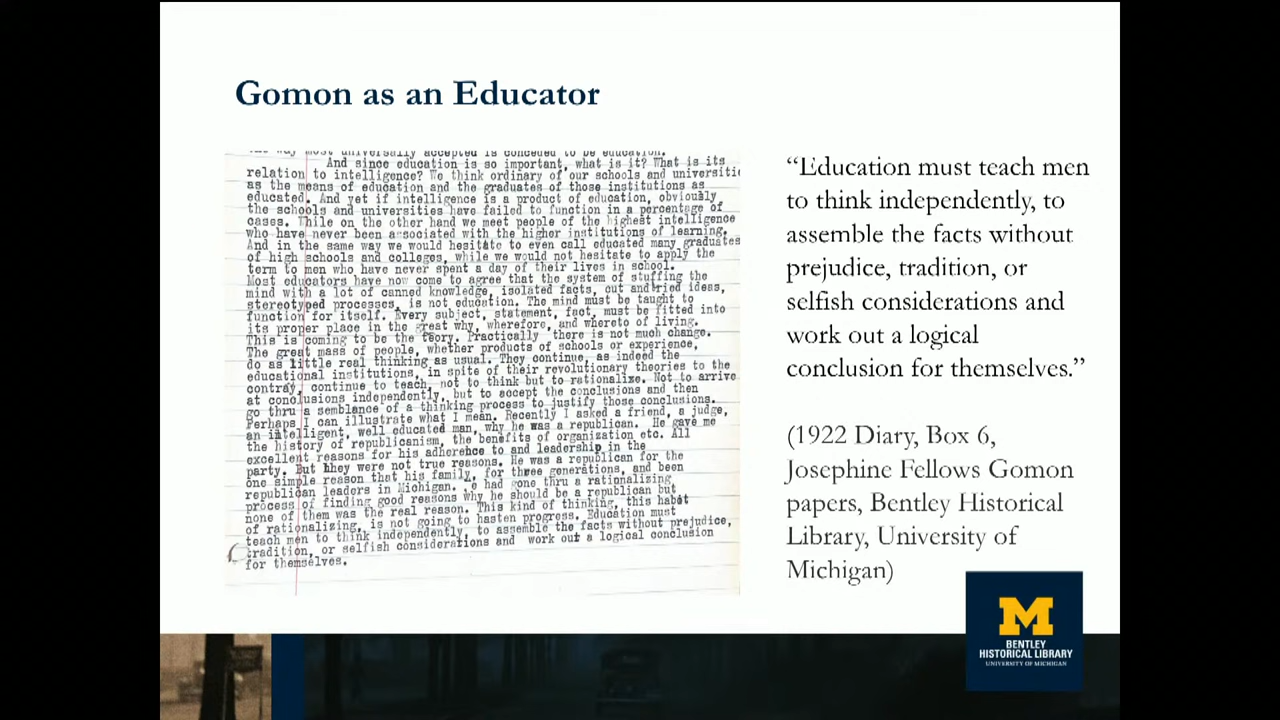 Gomon as an Educator
the way most universally accepted is conceded to be education.
And since education is so important, what is it? What is its
relation to intelligence? We think ordinary of our schools and universitie
as the means of education and the graduates of those institutions as
educated. And yet if intelligence is a product of education, obviously
the schools and universities have failed to function in a percentage of
cases. While on the other hand we meet people of the highest intelligence
who have never been associated with the higher institutions of learning.
And in the same way we would hesitate to even call educated many graduates
of high schools and colleges, while we would not hesitate to apply the
term to men who have never spent a day of their lives in school.
Most educators have now come to agree that the system of stuffing the
mind with a lot of canned knowledge, isolated facts, cut and dried ideas,
stereotyped processes, is not education. The mind must be taught to
function for itself. Every subject, statement, fact, must be fitted into
its proper place in the great why, wherefore, and whereto of living.
This is coming to be the teory. Practically there is not much change.
The great mass of people, whether products of schools or experience,
do as little real thinking as usual. They continue, as indeed the
educational institutions, in spite of their revolutionary theories to the
contray, continue to teach, not to think but to rationalize. Not to arrive
at conclusions independently, but to accept the conclusions and then
go thru a semblance of a thinking process to justify those conclusions.
Perhaps I can illustrate what I mean. Recently I asked a friend, a judge,
an intelligent, well educated man, why he was a republican. He gave me
the history of republicanism, the benefits of organization etc. All
excellent reasons for his adherence to and leadership in the
party. But they were not true reasons. He was a republican for the
one simple reason that his family, for three generations, and been
republican leaders in Michigan. e had gone thru a rationalizing
process of finding good reasons why he should be a republican but
none of them was the real reason. This kind of thinking, this habit
of rationalizing, is not going to hasten progress. Education must
teach men to think independently, to assemble the facts without prejudice,
tradition, or selfish considerations and work out a logical conclusion
for themselves.
“Education must teach men
to think independently, to
assemble the facts without
prejudice, tradition, or
selfish considerations and
work out a logical
conclusion for themselves.”
(1922 Diary, Box 6,
Josephine Fellows Gomon
papers, Bentley Historical
Library, University of
Michigan)
M
BENTLEY
HISTORICAL LIBRARY
UNIVERSITY OF MICHIGAN